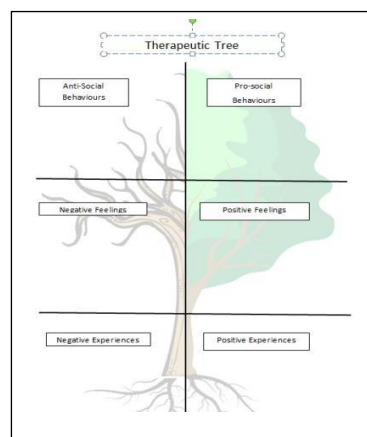 Therapeutic Tree
Anti-Social
Behaviours
Pro-social
Behaviours
Negative Feelings
Positive Feelings
Negative Experiences
Positive Experiences